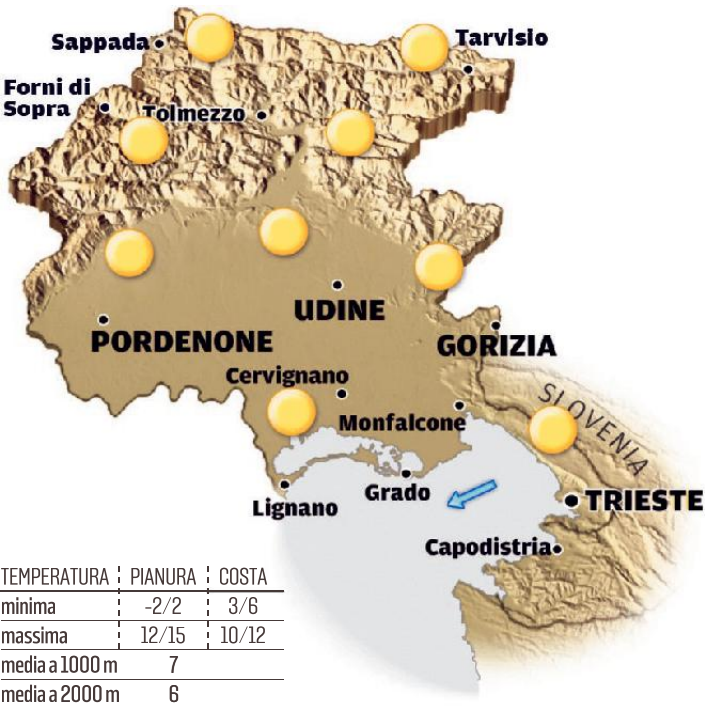 Sappada
Tarvisio
Forni di
Sopra
Tolmezzo
UDINE
PORDENONE
GORIZIA
Cervignano
SLOVENIA
Monfalcone
Grado
Lignano
TRIESTE
Capodistria
TEMPERATURA PIANURA COSTA
minima -2/2 3/6
massima 12/15 10/12
media a 1000 m 7
media a 2000 m 6